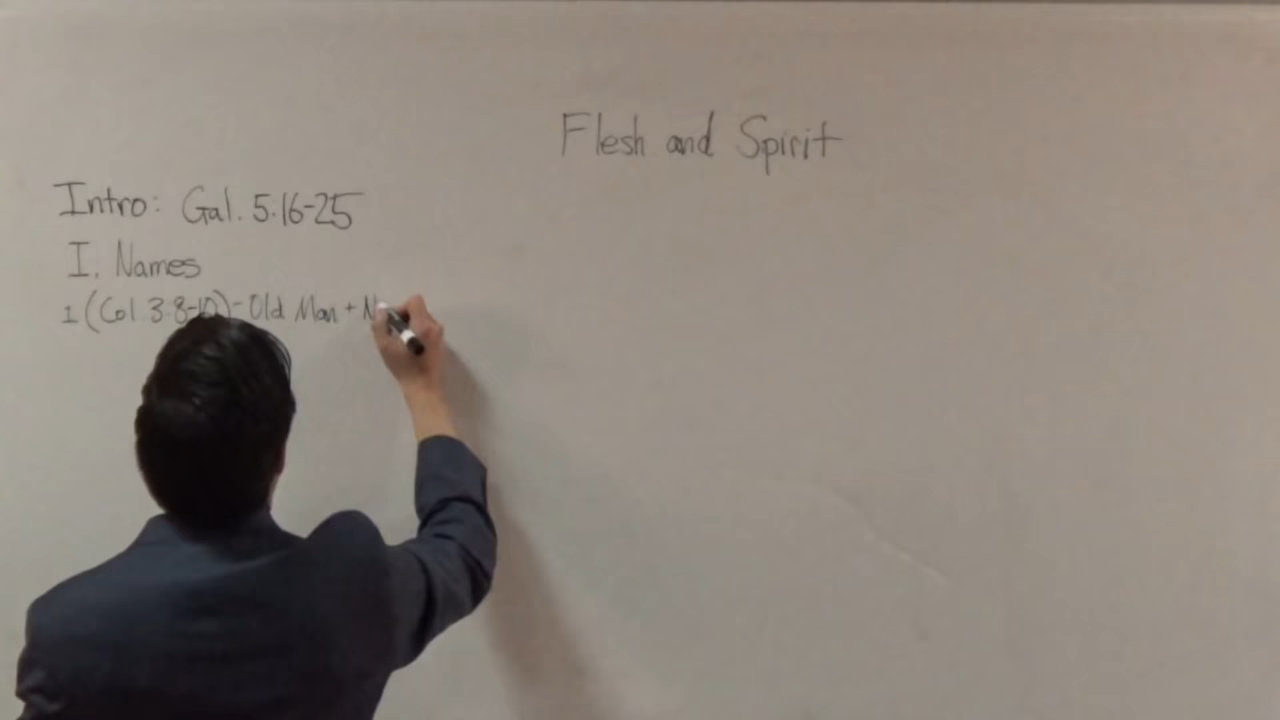 Flesh and Spirit
Intro: Gal. 5.16-25
I. Names
1 (Col 3:8-10)-Old Man + N